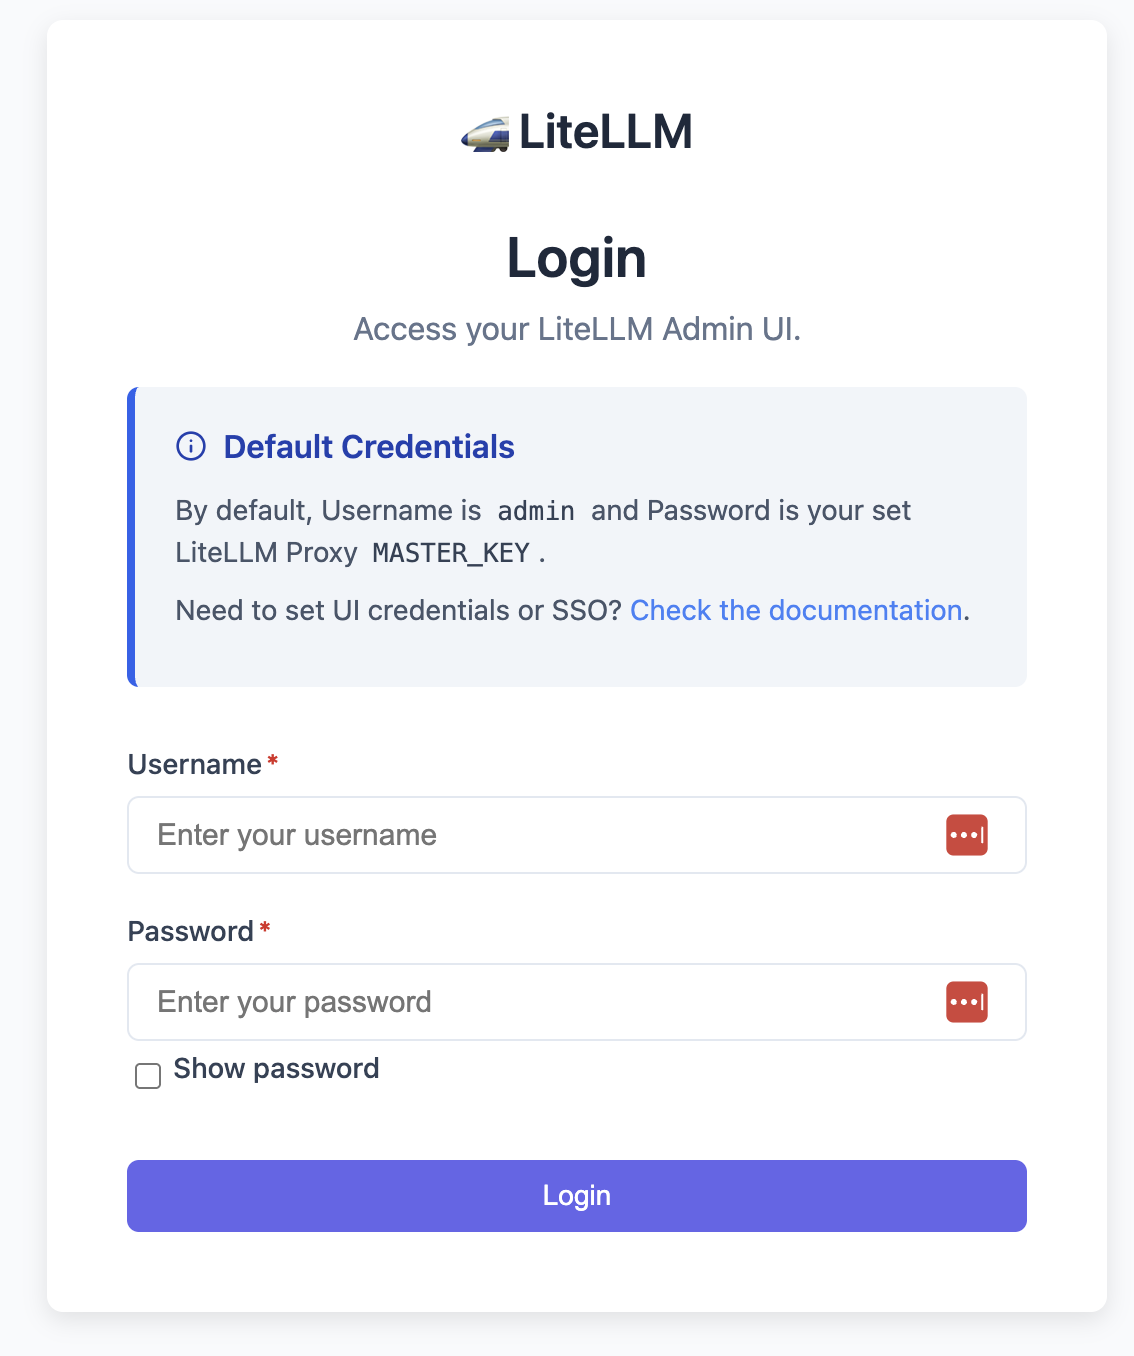 LiteLLM
Login
Access your LiteLLM Admin UI.
Default Credentials
By default, Username is admin and Password is your set
LiteLLM Proxy MASTER_KEY .
Need to set UI credentials or SSO? Check the documentation.
Username*
Enter your username
Password*
Enter your password
Show password
Login